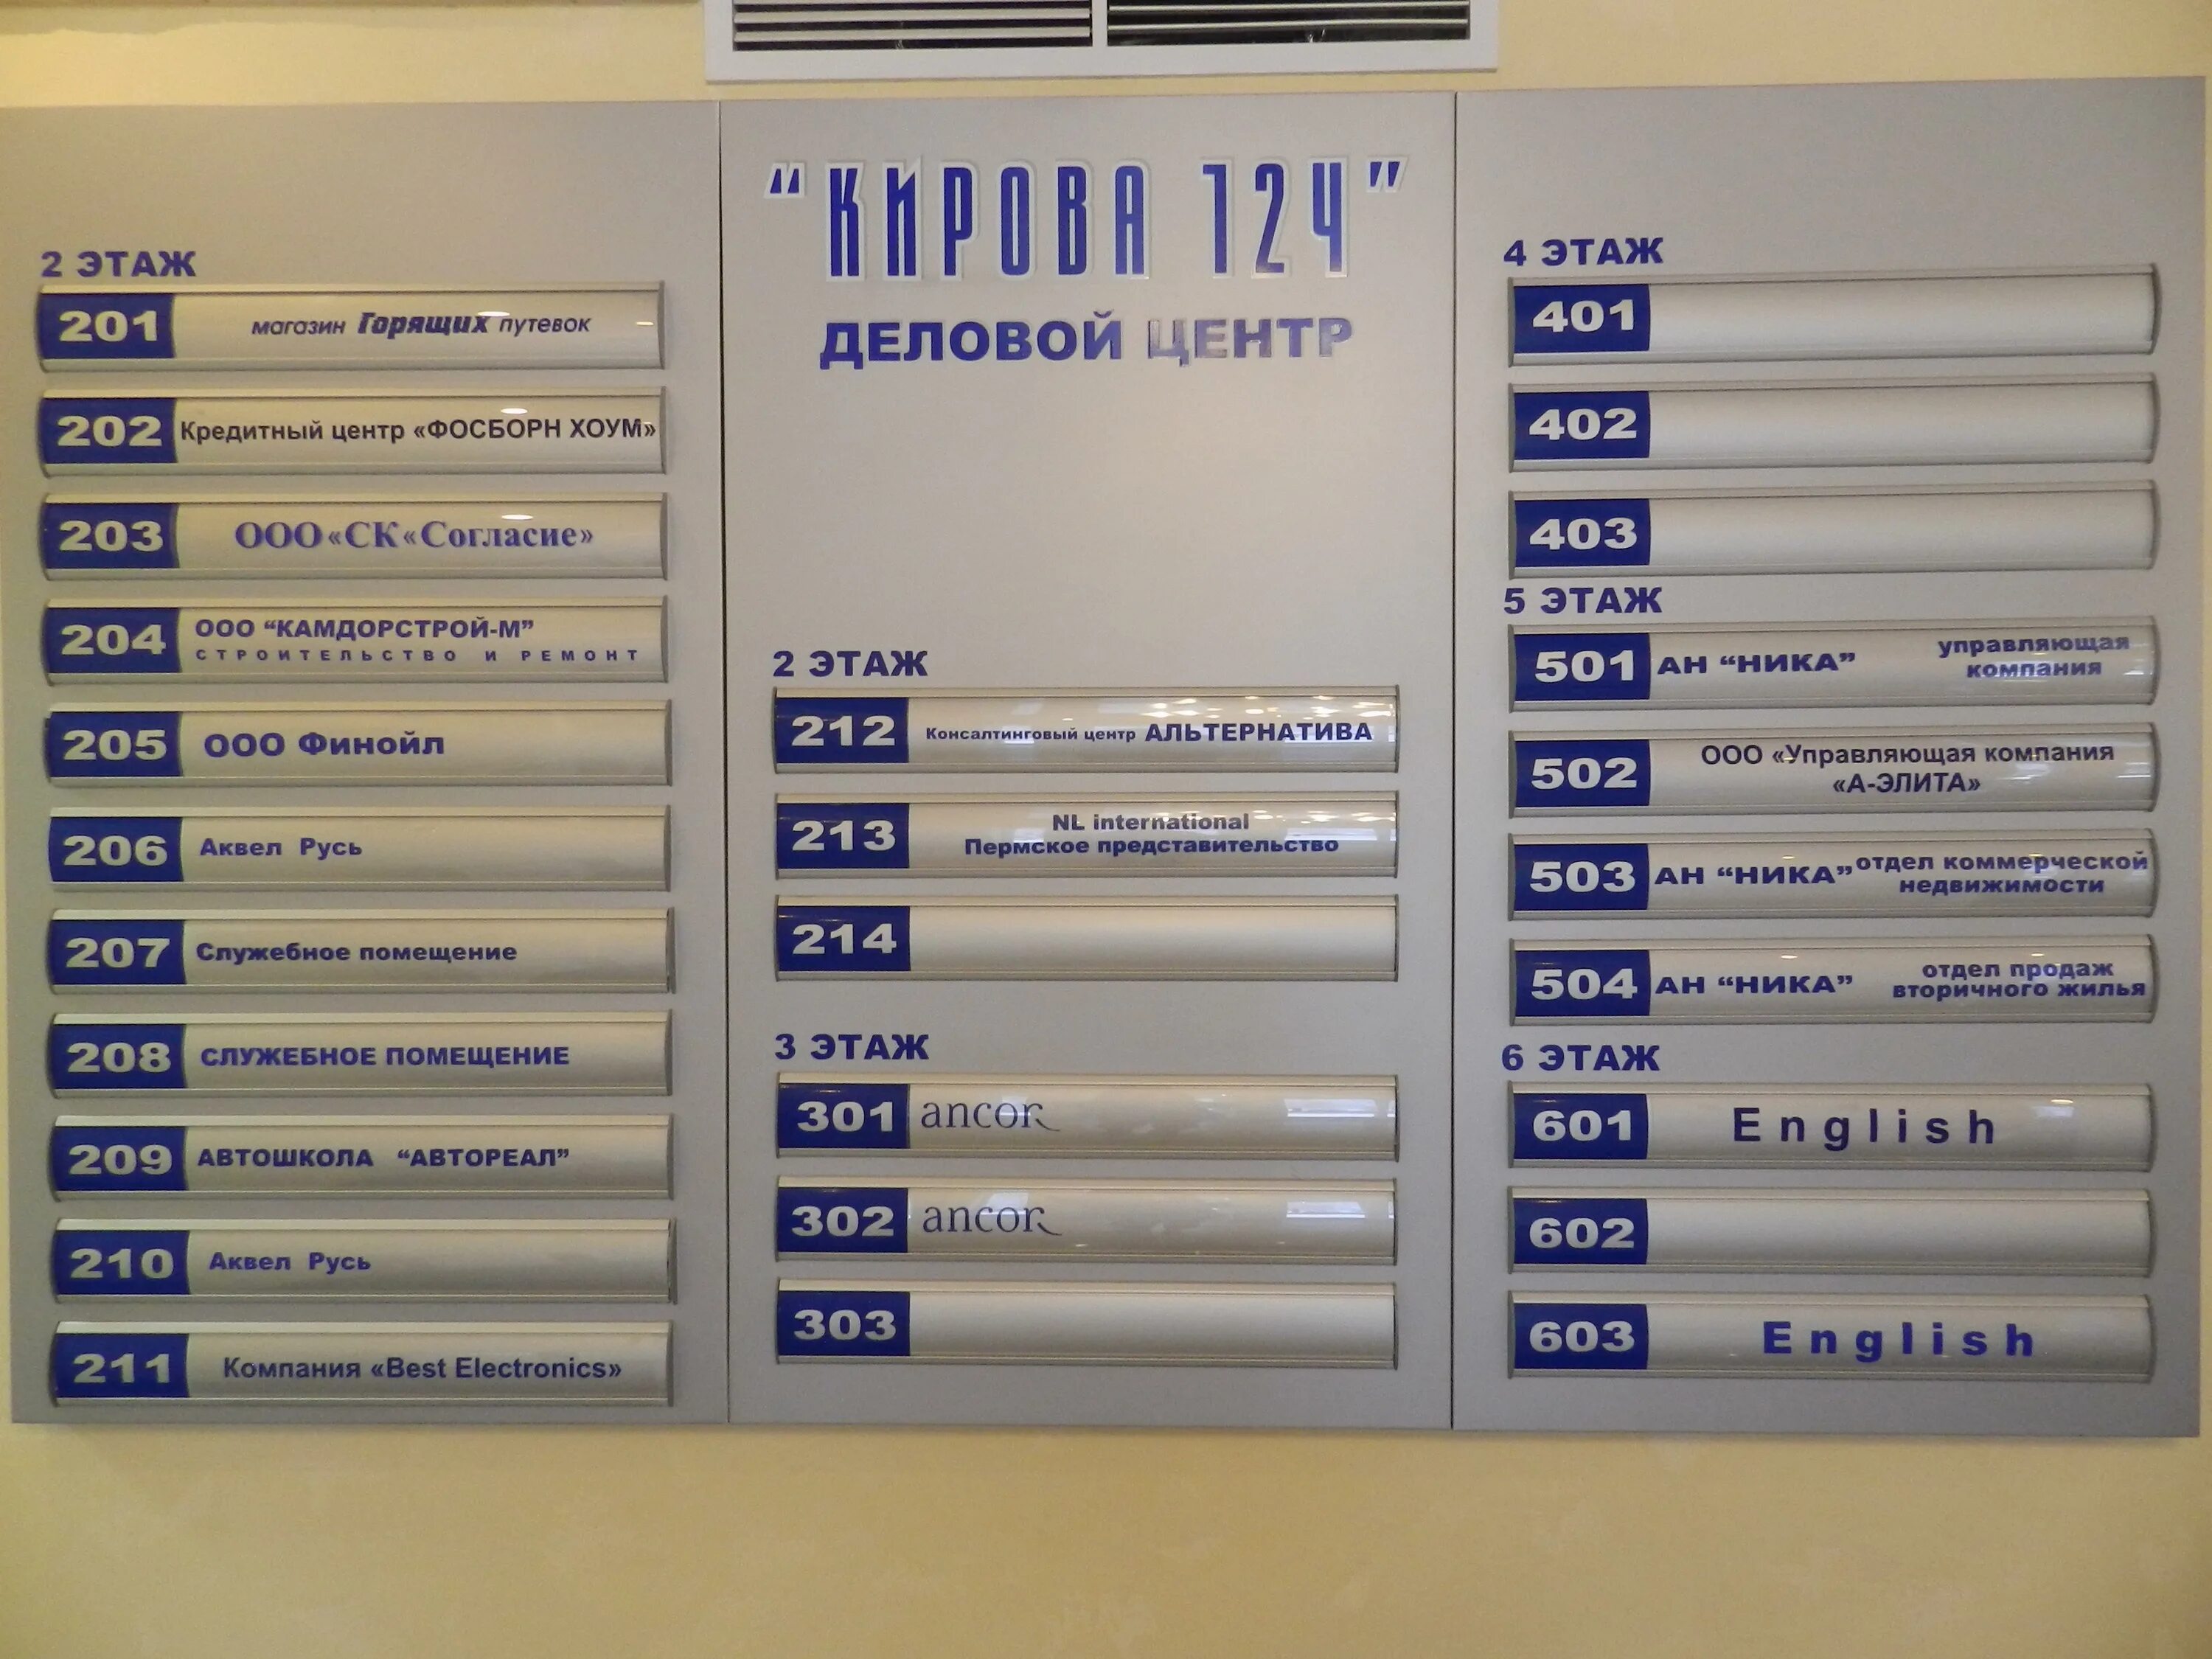 2 ЭТАЖ
201 магазин Горящих путевок
202 Кредитный центр «ФОСБОРН ХОУМ»
203 ООО «СК «Согласие»
204 ООО “КАМДОРСТРОЙ-М”
СТРОИТЕЛЬСТВО И РЕМОНТ
205 ООО Финойл
206 Аквел Русь
207 Служебное помещение
208 СЛУЖЕБНОЕ ПОМЕЩЕНИЕ
209 АВТОШКОЛА “АВТОРЕАЛ”
210 Аквел Русь
211 Компания «Best Electronics»
“КИРОВА 124”
ДЕЛОВОЙ ЦЕНТР
2 ЭТАЖ
212 Консалтинговый центр АЛЬТЕРНАТИВА
213 NL international
Пермское представительство
214
3 ЭТАЖ
301 ancor
302 ancor
303
4 ЭТАЖ
401
402
403
5 ЭТАЖ
501 АН “НИКА” управляющая
компания
502 ООО «Управляющая компания
«А-ЭЛИТА»
503 АН “НИКА” отдел коммерческой
недвижимости
504 АН “НИКА” отдел продаж
вторичного жилья
6 ЭТАЖ
601 English
602
603 English